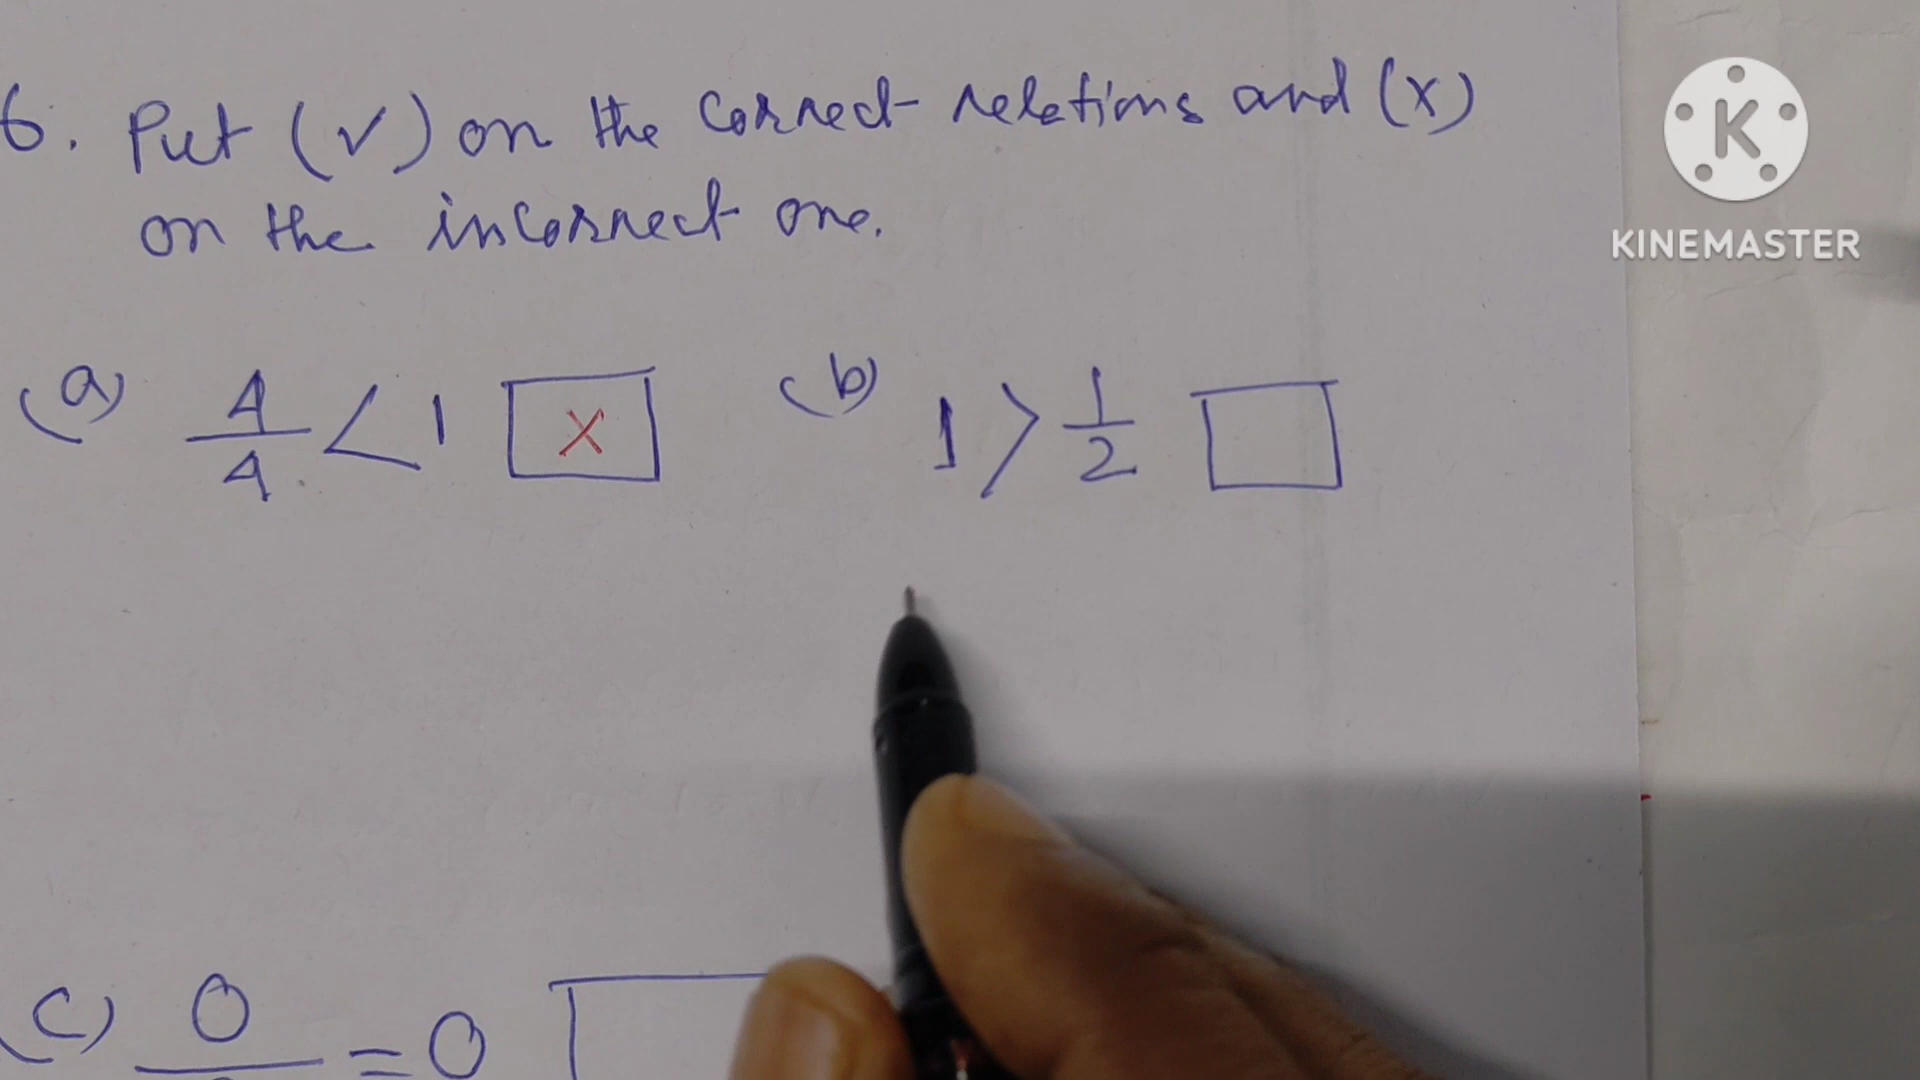 6. Put (✓) on the correct relations and (x)
on the incorrect one.
K
KINEMASTER
(a) 4/4 < 1 x (b) 1 > 1/2
(c) 0/ = 0